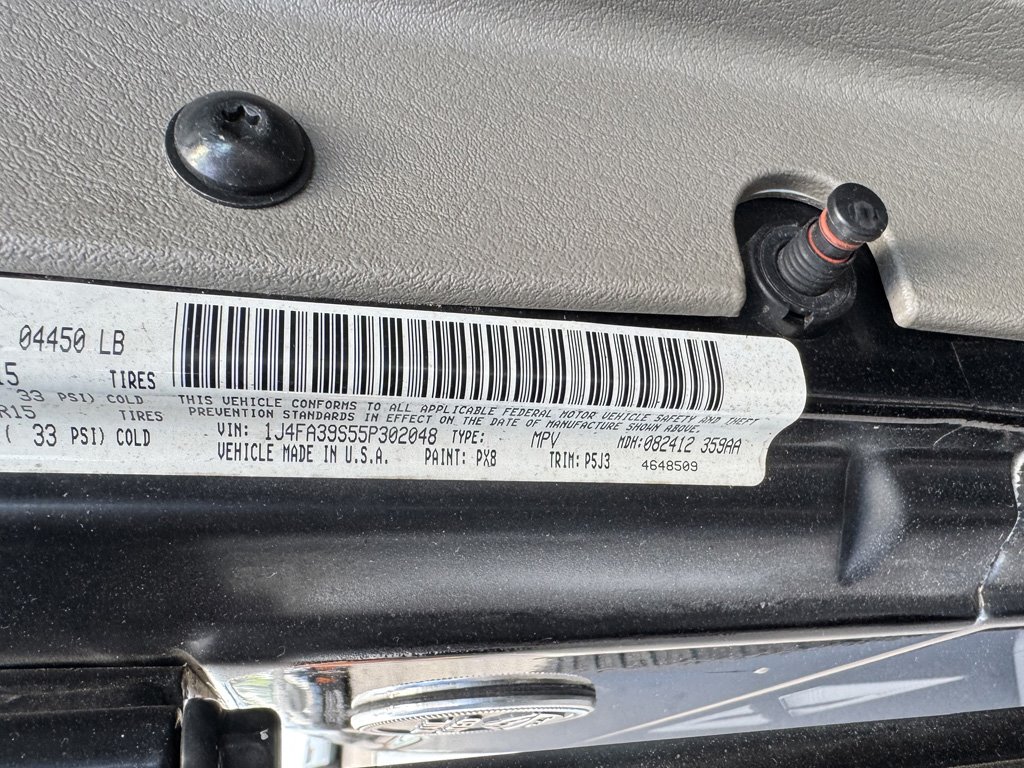 04450 LB
15 TIRES
33 PSI) COLD
R15 TIRES
( 33 PSI) COLD
THIS VEHICLE CONFORMS TO ALL APPLICABLE FEDERAL MOTOR VEHICLE SAFETY AND THEFT
PREVENTION STANDARDS IN EFFECT ON THE DATE OF MANUFACTURE SHOWN ABOVE.
VIN: 1J4FA39S55P302048 TYPE: MPV MDH:082412 359AA
VEHICLE MADE IN U.S.A. PAINT: PX8 TRIM: P5J3 4648509